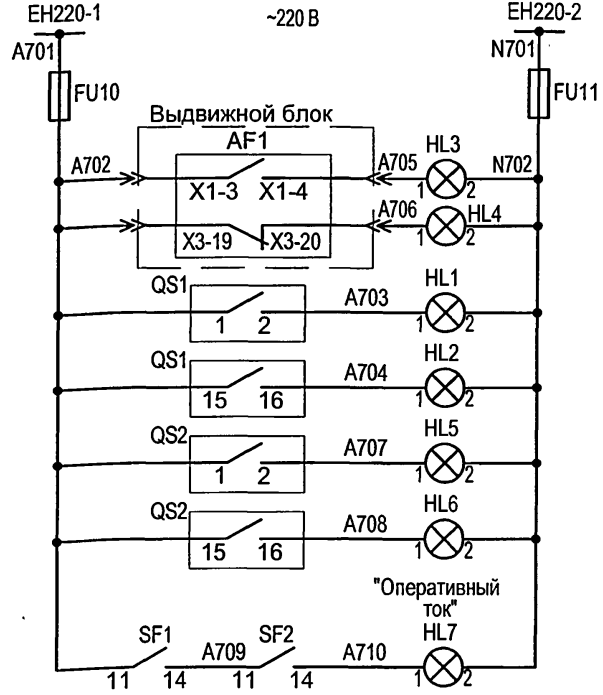 EH220-1 ~220 В EH220-2
A701 N701
FU10 FU11
Выдвижной блок
AF1 HL3
A702 A705 N702
X1-3 X1-4 1 2
A706 HL4
X3-19 X3-20 1 2
QS1 HL1
A703
1 2 1 2
QS1 HL2
A704
15 16 1 2
QS2 HL5
A707
1 2 1 2
QS2 HL6
A708
15 16 1 2
"Оперативный
ток"
SF1 A709 SF2 A710 HL7
11 14 11 14 1 2